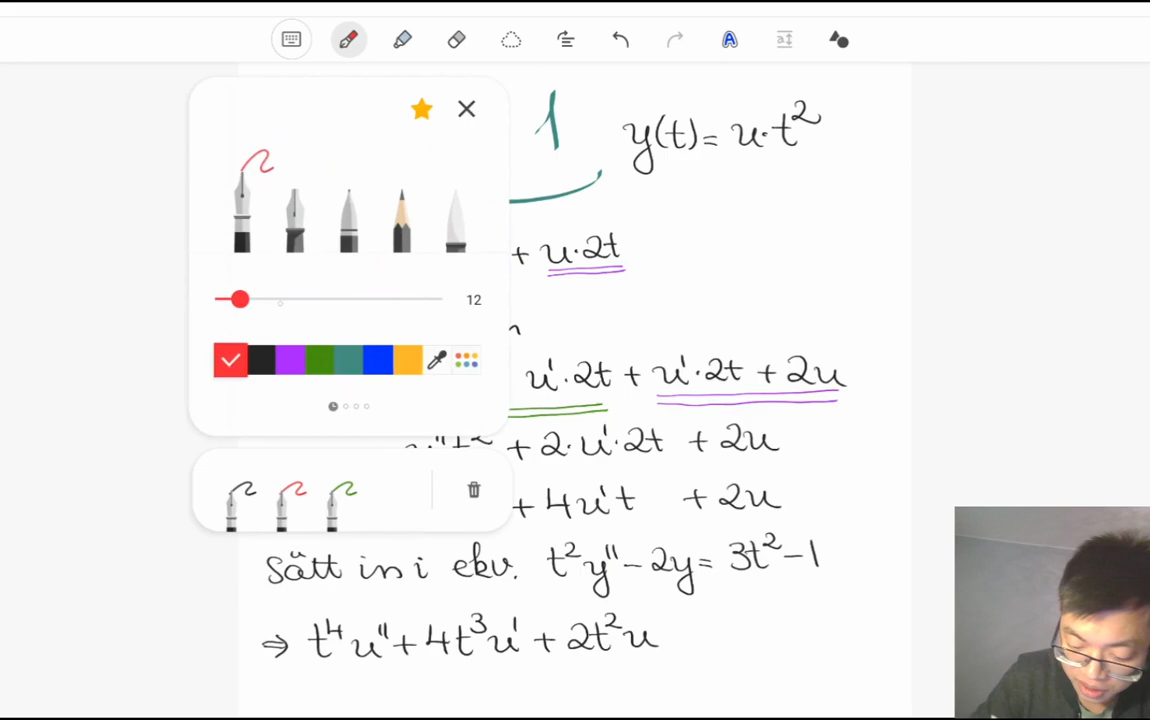 1 y(t) = u·t²
+ u·2t
12
u'·2t + u'·2t + 2u
+ 2·u'·2t + 2u
+ 4u't + 2u
Sätt in i ekv. t²y'' - 2y = 3t² - 1
⇒ t⁴u'' + 4t³u' + 2t²u